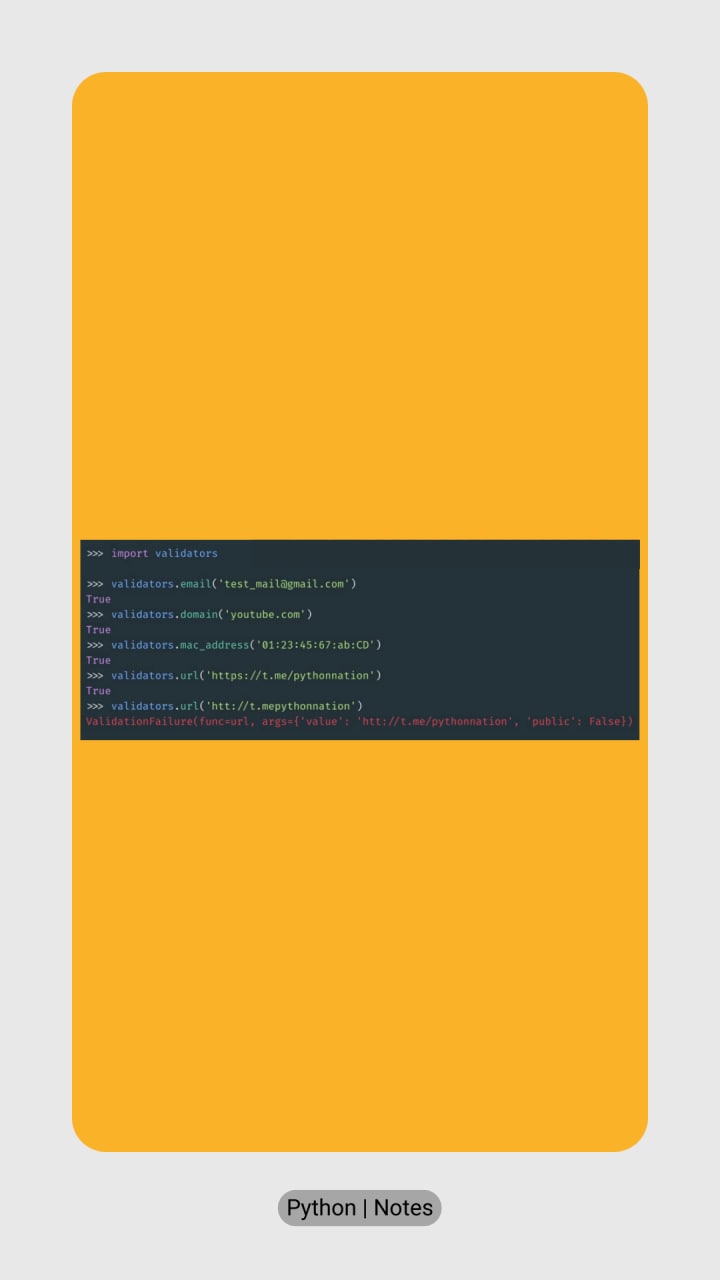 >>> import validators
>>> validators.email('test_mail@gmail.com')
True
>>> validators.domain('youtube.com')
True
>>> validators.mac_address('01:23:45:67:ab:CD')
True
>>> validators.url('https://t.me/pythonnation')
True
>>> validators.url('htt://t.mepythonnation')
ValidationFailure(func=url, args={'value': 'htt://t.me/pythonnation', 'public': False})
Python | Notes